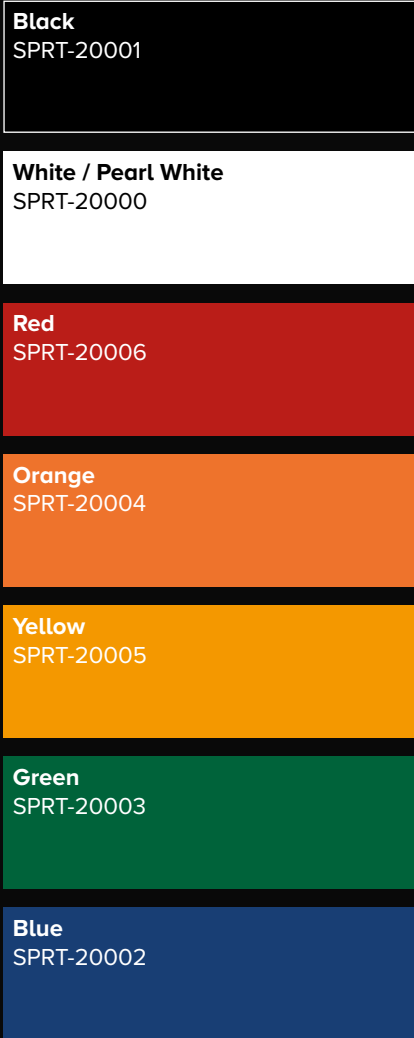 Black
SPRT-20001
White / Pearl White
SPRT-20000
Red
SPRT-20006
Orange
SPRT-20004
Yellow
SPRT-20005
Green
SPRT-20003
Blue
SPRT-20002